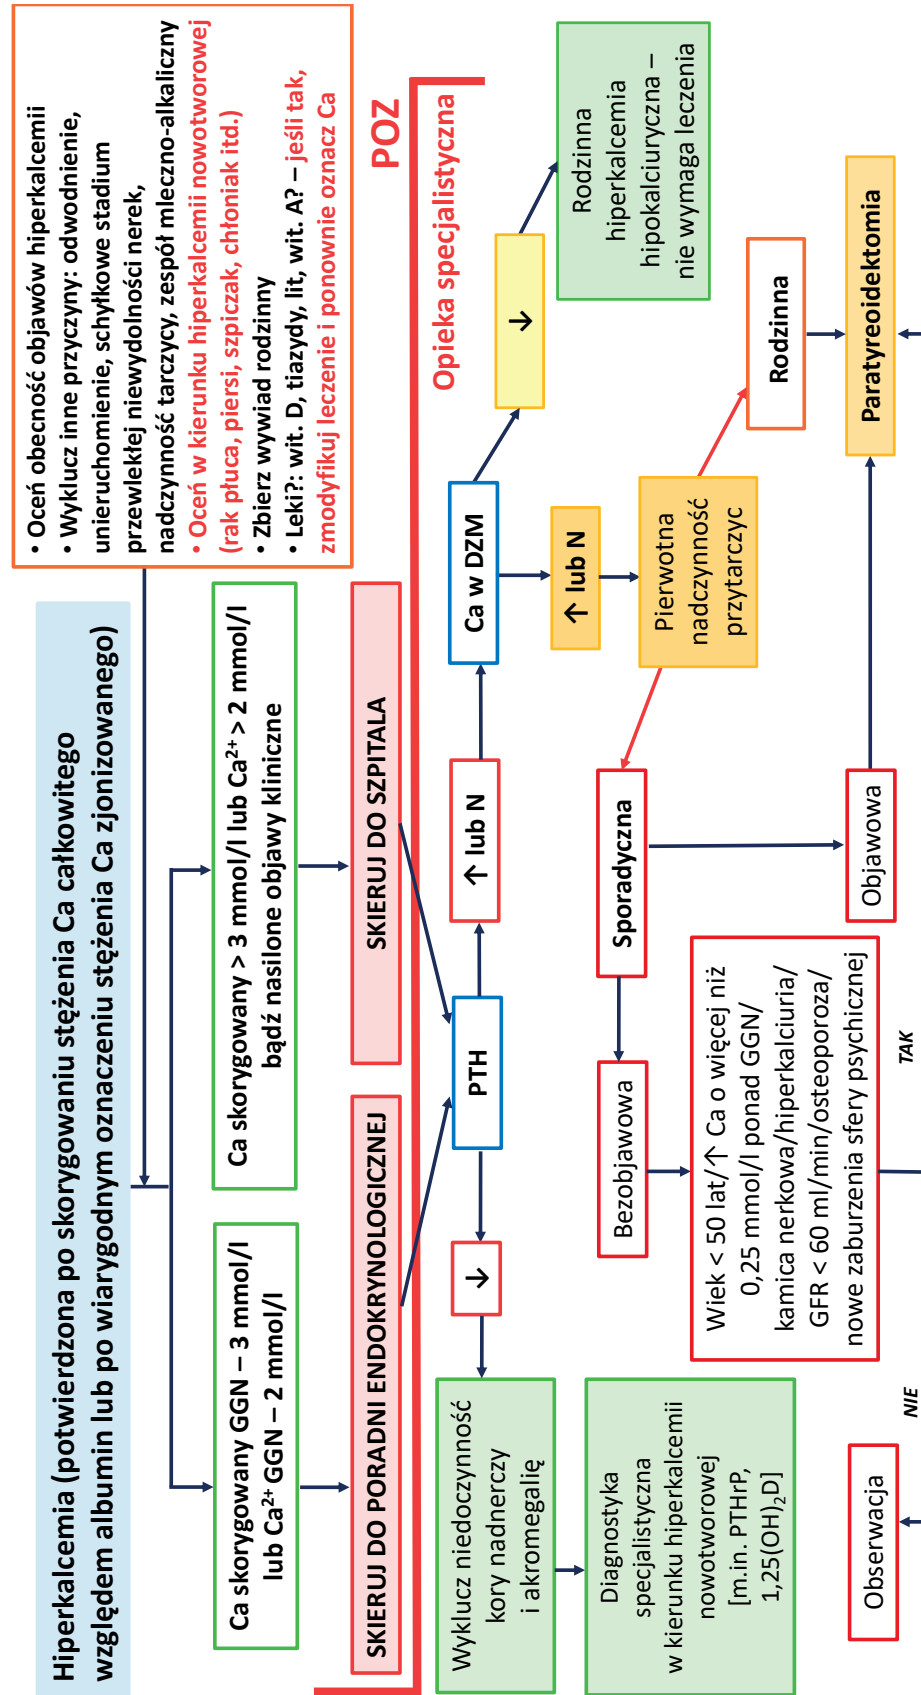 Hiperkalcemia (potwierdzona po skorygowaniu stężenia Ca całkowitego
względem albumin lub po wiarygodnym oznaczeniu stężenia Ca zjonizowanego)
• Oceń obecność objawów hiperkalcemii
• Wyklucz inne przyczyny: odwodnienie,
unieruchomienie, schyłkowe stadium
przewlekłej niewydolności nerek,
nadczynność tarczycy, zespół mleczno-alkaliczny
• Oceń w kierunku hiperkalcemii nowotworowej
(rak płuca, piersi, szpiczak, chłoniak itd.)
• Zbierz wywiad rodzinny
• Leki?: wit. D, tiazydy, lit, wit. A? – jeśli tak,
zmodyfikuj leczenie i ponownie oznacz Ca
Ca skorygowany GGN – 3 mmol/l
lub Ca²⁺ GGN – 2 mmol/l
Ca skorygowany > 3 mmol/l lub Ca²⁺ > 2 mmol/l
bądź nasilone objawy kliniczne
SKIERUJ DO PORADNI ENDOKRYNOLOGICZNEJ
SKIERUJ DO SZPITALA
POZ
Opieka specjalistyczna
Wyklucz niedoczynność
kory nadnerczy
i akromegalię
↓
PTH
↑ lub N
Ca w DZM
↓
↑ lub N
Diagnostyka
specjalistyczna
w kierunku hiperkalcemii
nowotworowej
[m.in. PTHrP,
1,25(OH)₂D]
Rodzinna
hiperkalcemia
hipokalciuryczna –
nie wymaga leczenia
Pierwotna
nadczynność
przytarczyc
Bezobjawowa
Sporadyczna
Rodzinna
Wiek < 50 lat/↑ Ca o więcej niż
0,25 mmol/l ponad GGN/
kamica nerkowa/hiperkalciuria/
GFR < 60 ml/min/osteoporoza/
nowe zaburzenia sfery psychicznej
Objawowa
Paratyreoidektomia
Obserwacja
NIE
TAK